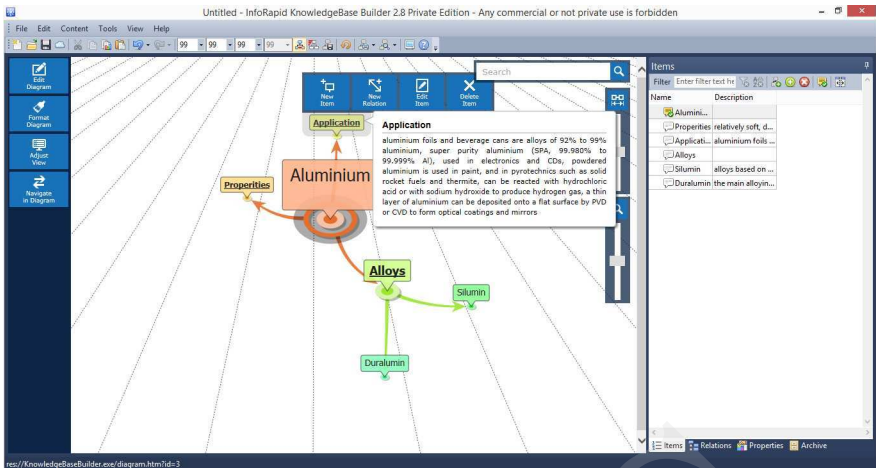 Untitled - InfoRapid KnowledgeBase Builder 2.8 Private Edition - Any commercial or not private use is forbidden
File Edit Content Tools View Help
99 99 99 99
Edit
Diagram
Format
Diagram
Adjust
View
Navigate
in Diagram
Search
New
Item
New
Relation
Edit
Item
Delete
Item
Application
Application
aluminium foils and beverage cans are alloys of 92% to 99%
aluminium, super purity aluminium (SPA, 99.980% to
99.999% Al), used in electronics and CDs, powdered
aluminium is used in paint, and in pyrotechnics such as solid
rocket fuels and thermite, can be reacted with hydrochloric
acid or with sodium hydroxide to produce hydrogen gas, a thin
layer of aluminium can be deposited onto a flat surface by PVD
or CVD to form optical coatings and mirrors
Aluminium
Properities
Alloys
Silumin
Duralumin
Items
Filter Enter filter text he
Name Description
Alumini...
Properities relatively soft, d...
Applicati... aluminium foils ...
Alloys
Silumin alloys based on ...
Duralumin the main alloyin...
Items Relations Properties Archive
res://KnowledgeBaseBuilder.exe/diagram.htm?id=3